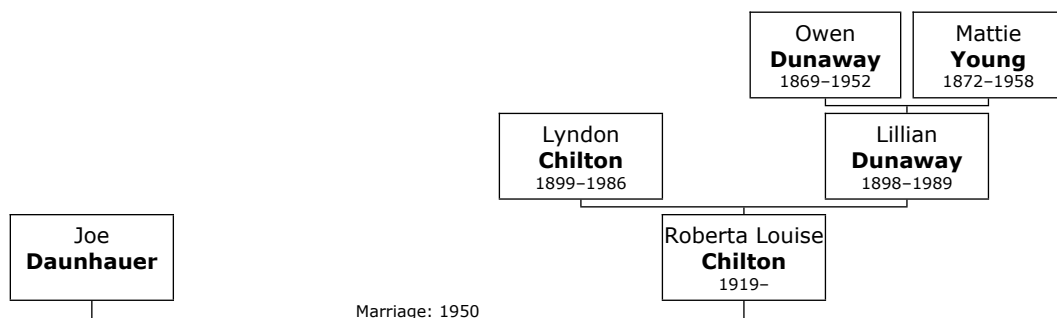 Owen
Dunaway
1869–1952
Mattie
Young
1872–1958
Lyndon
Chilton
1899–1986
Lillian
Dunaway
1898–1989
Joe
Daunhauer
Roberta Louise
Chilton
1919–
Marriage: 1950